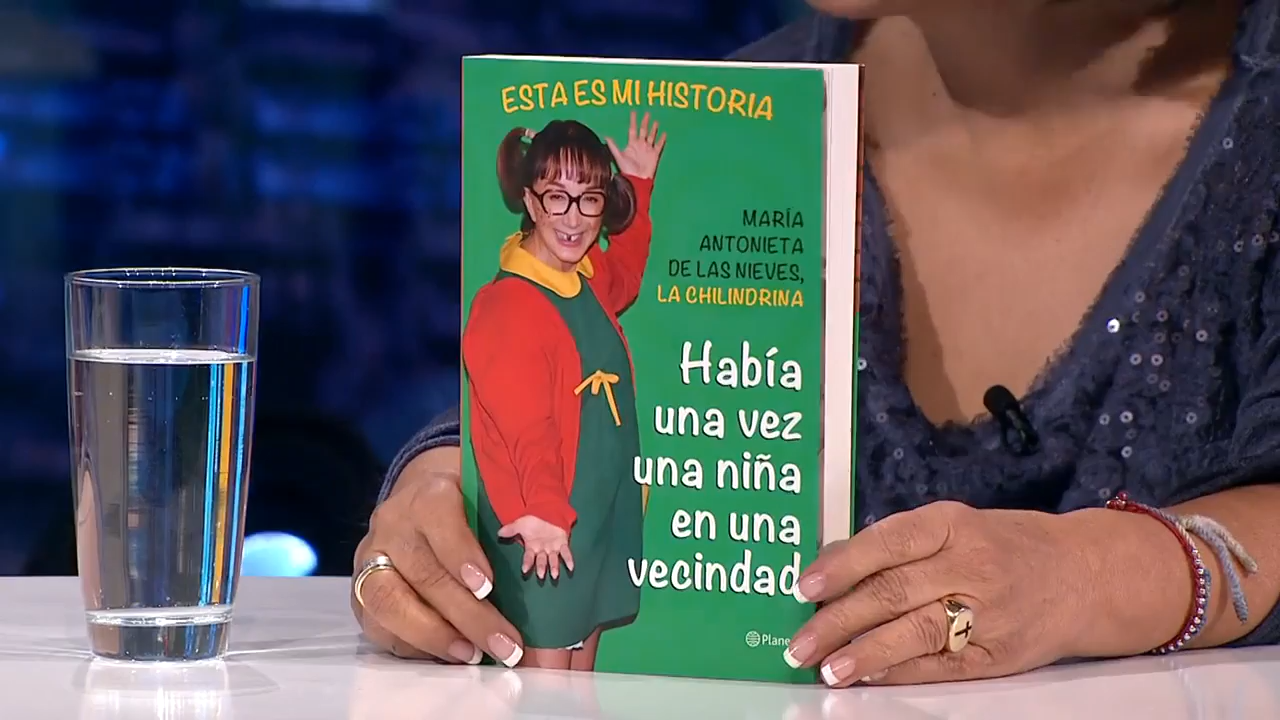 ESTA ES MI HISTORIA
MARÍA
ANTONIETA
DE LAS NIEVES,
LA CHILINDRINA
Había
una vez
una niña
en una
vecindad